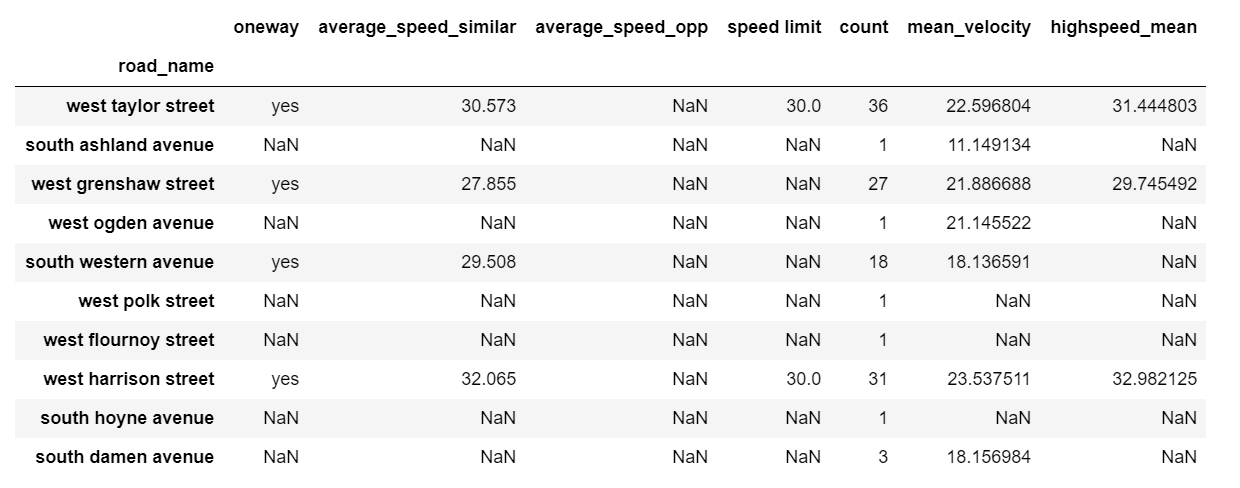 oneway average_speed_similar average_speed_opp speed limit count mean_velocity highspeed_mean
road_name
west taylor street yes 30.573 NaN 30.0 36 22.596804 31.444803
south ashland avenue NaN NaN NaN NaN 1 11.149134 NaN
west grenshaw street yes 27.855 NaN NaN 27 21.886688 29.745492
west ogden avenue NaN NaN NaN NaN 1 21.145522 NaN
south western avenue yes 29.508 NaN NaN 18 18.136591 NaN
west polk street NaN NaN NaN NaN 1 NaN NaN
west flournoy street NaN NaN NaN NaN 1 NaN NaN
west harrison street yes 32.065 NaN 30.0 31 23.537511 32.982125
south hoyne avenue NaN NaN NaN NaN 1 NaN NaN
south damen avenue NaN NaN NaN NaN 3 18.156984 NaN